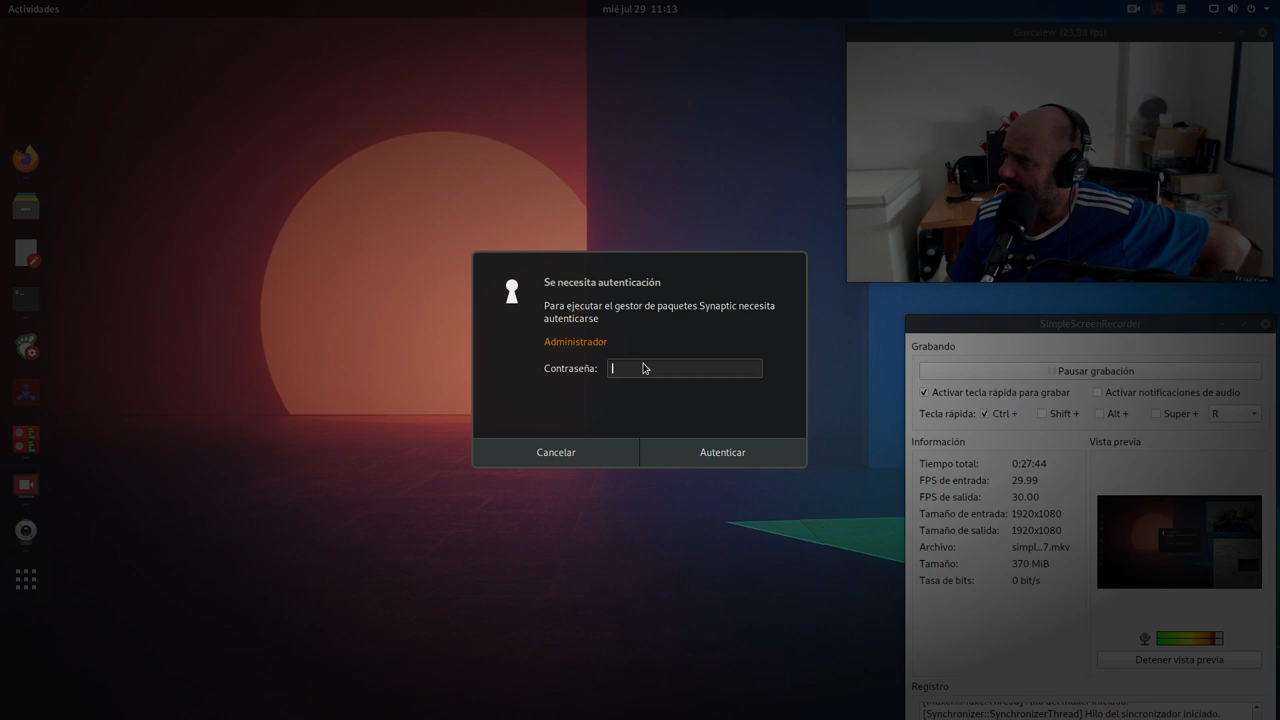 Actividades
mié jul 29 11:13
Guvcview (23,98 fps)
Se necesita autenticación
Para ejecutar el gestor de paquetes Synaptic necesita
autenticarse
Administrador
Contraseña:
Cancelar
Autenticar
SimpleScreenRecorder
Grabando
Pausar grabación
Activar tecla rápida para grabar
Activar notificaciones de audio
Tecla rápida:
Ctrl +
Shift +
Alt +
Super +
R
Información
Vista previa
Tiempo total: 0:27:44
FPS de entrada: 29.99
FPS de salida: 30.00
Tamaño de entrada: 1920x1080
Tamaño de salida: 1920x1080
Archivo: simpl...7.mkv
Tamaño: 370 MiB
Tasa de bits: 0 bit/s
Detener vista previa
Registro
[SynchronizerThread] Hilo del sincronizador iniciado.